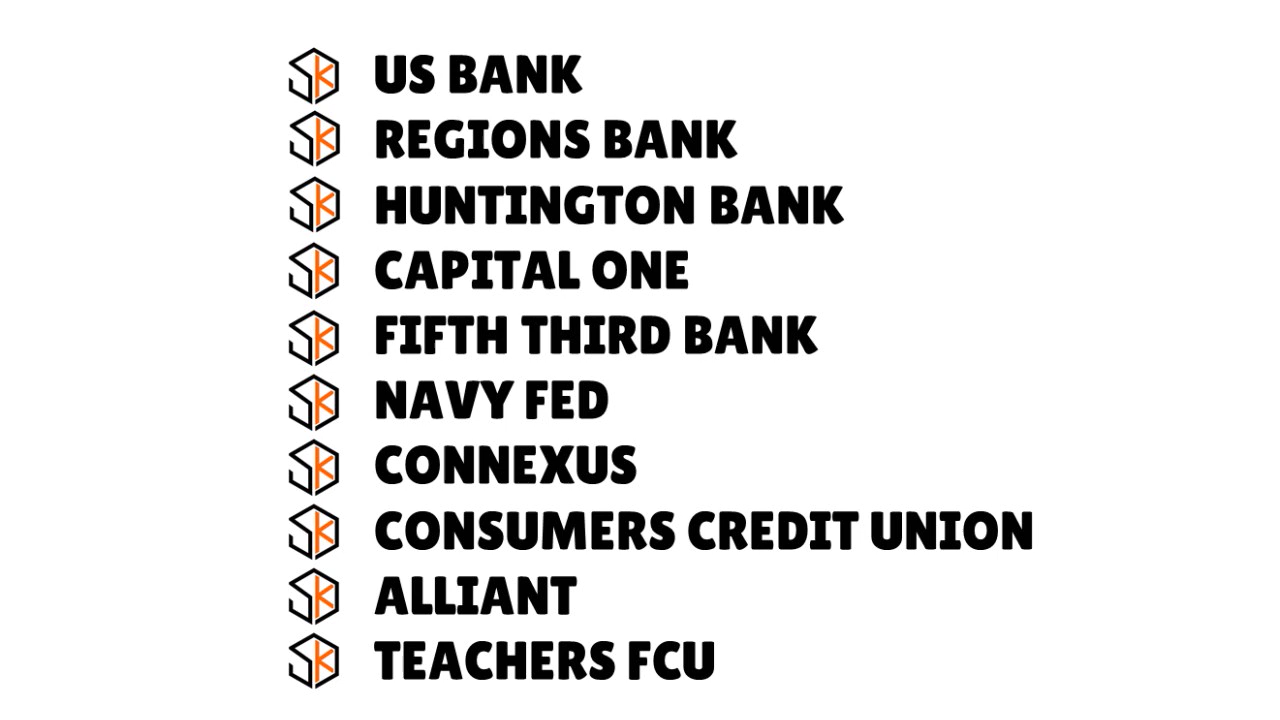 US BANK
REGIONS BANK
HUNTINGTON BANK
CAPITAL ONE
FIFTH THIRD BANK
NAVY FED
CONNEXUS
CONSUMERS CREDIT UNION
ALLIANT
TEACHERS FCU